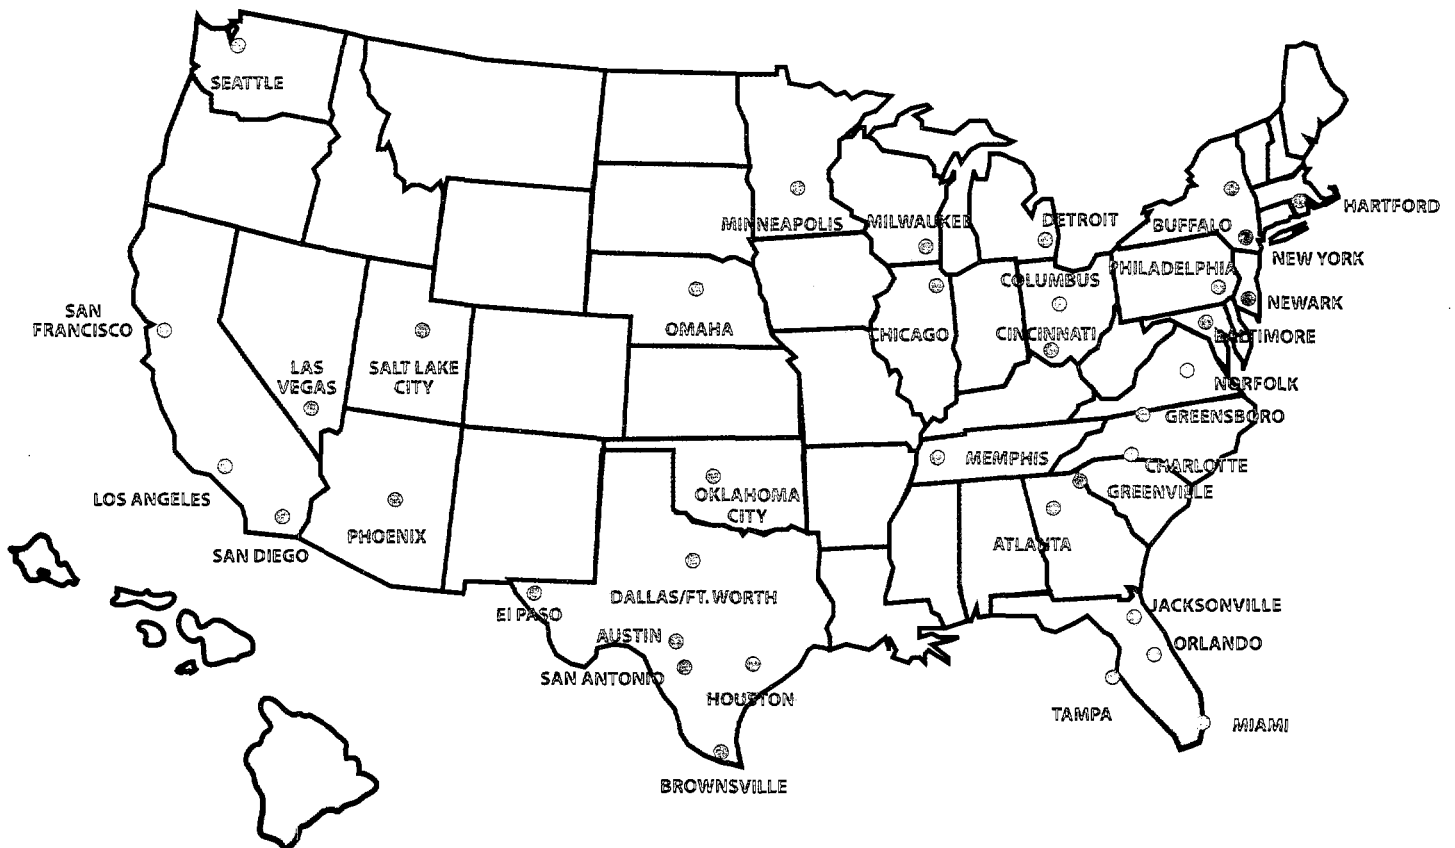 SEATTLE
MINNEAPOLIS
MILWAUKEE
DETROIT
BUFFALO
HARTFORD
NEW YORK
PHILADELPHIA
COLUMBUS
NEWARK
SAN
FRANCISCO
OMAHA
CHICAGO
CINCINNATI
BALTIMORE
LAS
VEGAS
SALT LAKE
CITY
NORFOLK
GREENSBORO
MEMPHIS
CHARLOTTE
LOS ANGELES
OKLAHOMA
CITY
GREENVILLE
PHOENIX
ATLANTA
SAN DIEGO
DALLAS/FT. WORTH
El PASO
JACKSONVILLE
AUSTIN
ORLANDO
SAN ANTONIO
HOUSTON
TAMPA
MIAMI
BROWNSVILLE